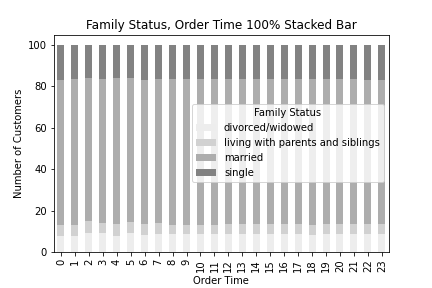 Family Status, Order Time 100% Stacked Bar
Number of Customers
100
80
60
40
20
0
Family Status
divorced/widowed
living with parents and siblings
married
single
0 1 2 3 4 5 6 7 8 9 10 11 12 13 14 15 16 17 18 19 20 21 22 23
Order Time